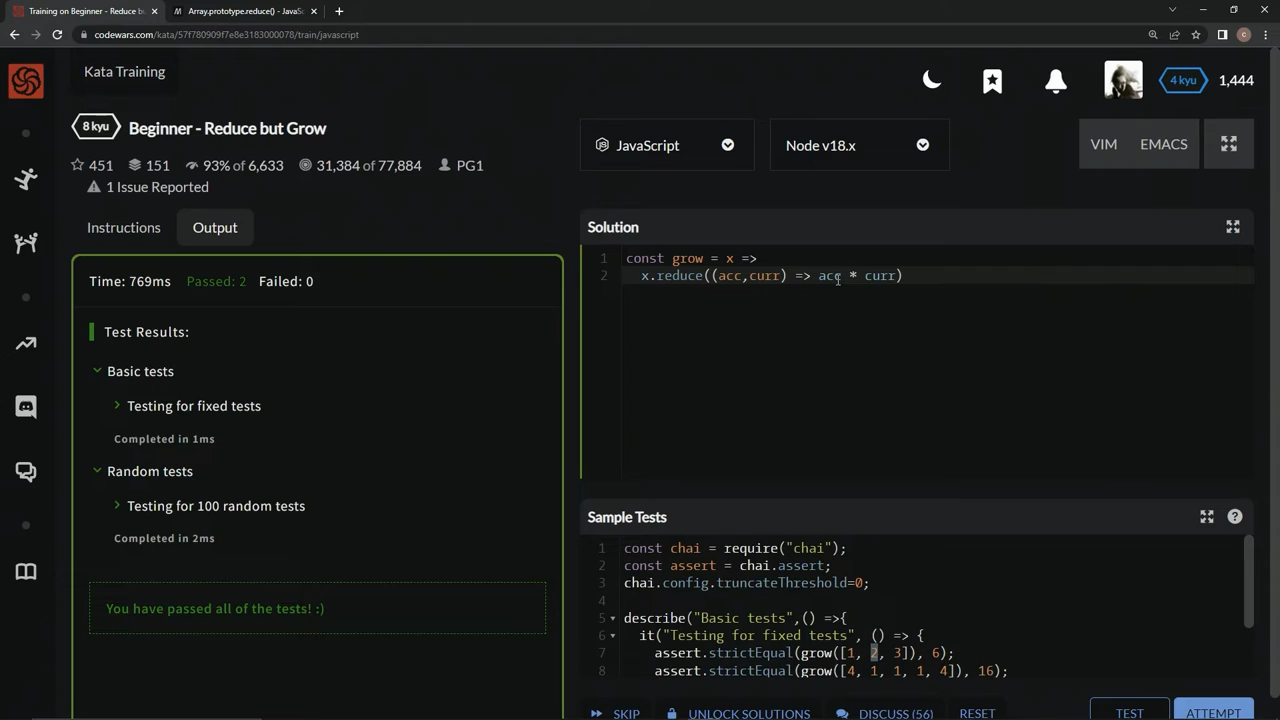 Training on Beginner - Reduce bu
Array.prototype.reduce() - JavaS
codewars.com/kata/57f780909f7e8e3183000078/train/javascript
Kata Training
4 kyu
1,444
8 kyu
Beginner - Reduce but Grow
451
151
93% of 6,633
31,384 of 77,884
PG1
1 Issue Reported
JavaScript
Node v18.x
VIM
EMACS
Instructions
Output
Time: 769ms Passed: 2 Failed: 0
Test Results:
Basic tests
Testing for fixed tests
Completed in 1ms
Random tests
Testing for 100 random tests
Completed in 2ms
You have passed all of the tests! :)
Solution
1 const grow = x =>
2 x.reduce((acc,curr) => acc * curr)
Sample Tests
1 const chai = require("chai");
2 const assert = chai.assert;
3 chai.config.truncateThreshold=0;
4
5 describe("Basic tests",() =>{
6 it("Testing for fixed tests", () => {
7 assert.strictEqual(grow([1, 2, 3]), 6);
8 assert.strictEqual(grow([4, 1, 1, 1, 4]), 16);
SKIP
UNLOCK SOLUTIONS
DISCUSS (56)
RESET
TEST
ATTEMPT